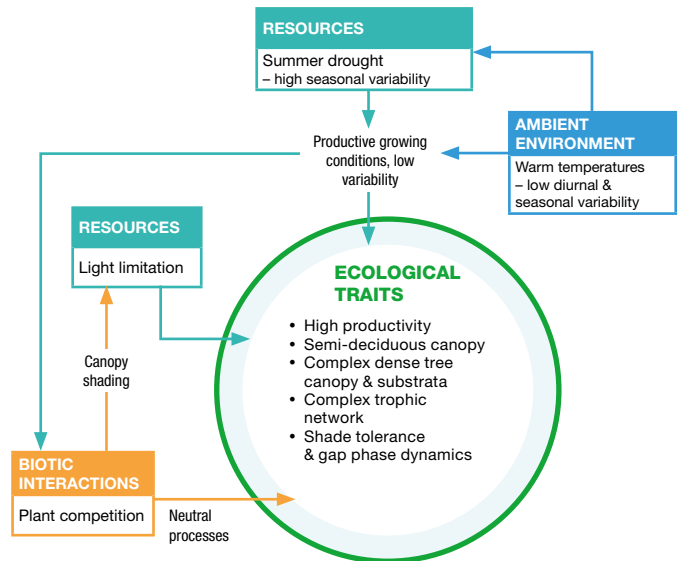 RESOURCES
Summer drought
– high seasonal variability
AMBIENT
ENVIRONMENT
Warm temperatures
– low diurnal &
seasonal variability
Productive growing
conditions, low
variability
RESOURCES
Light limitation
ECOLOGICAL
TRAITS
• High productivity
• Semi-deciduous canopy
• Complex dense tree
canopy & substrata
• Complex trophic
network
• Shade tolerance
& gap phase dynamics
Canopy
shading
BIOTIC
INTERACTIONS
Plant competition
Neutral
processes